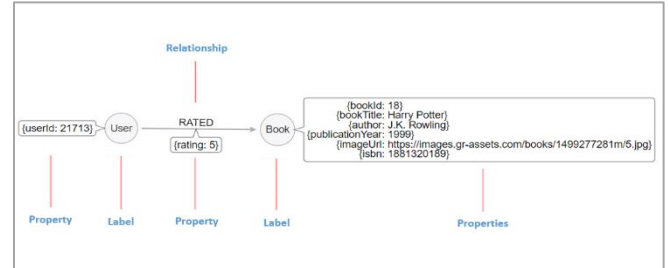 Relationship
{userId: 21713}
User
RATED
{rating: 5}
Book
{bookId: 18}
{bookTitle: Harry Potter}
{author: J.K. Rowling}
{publicationYear: 1999}
{imageUrl: https://images.gr-assets.com/books/1499277281m/5.jpg}
{isbn: 1881320189}
Property
Label
Property
Label
Properties